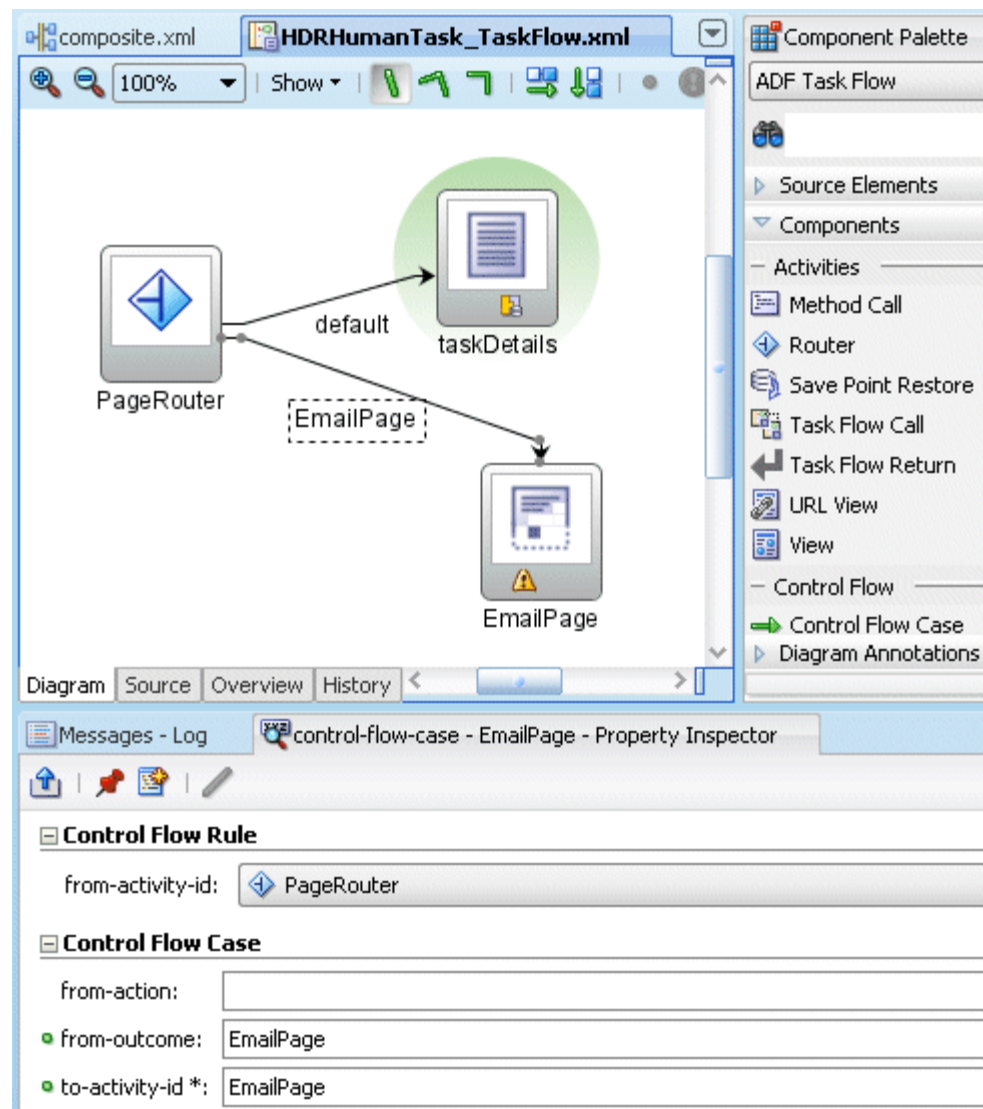 composite.xml
HDRHumanTask_TaskFlow.xml
100%
Show
default
taskDetails
PageRouter
EmailPage
EmailPage
Diagram
Source
Overview
History
Component Palette
ADF Task Flow
Source Elements
Components
Activities
Method Call
Router
Save Point Restore
Task Flow Call
Task Flow Return
URL View
View
Control Flow
Control Flow Case
Diagram Annotations
Messages - Log
control-flow-case - EmailPage - Property Inspector
Control Flow Rule
from-activity-id: PageRouter
Control Flow Case
from-action:
from-outcome: EmailPage
to-activity-id *: EmailPage